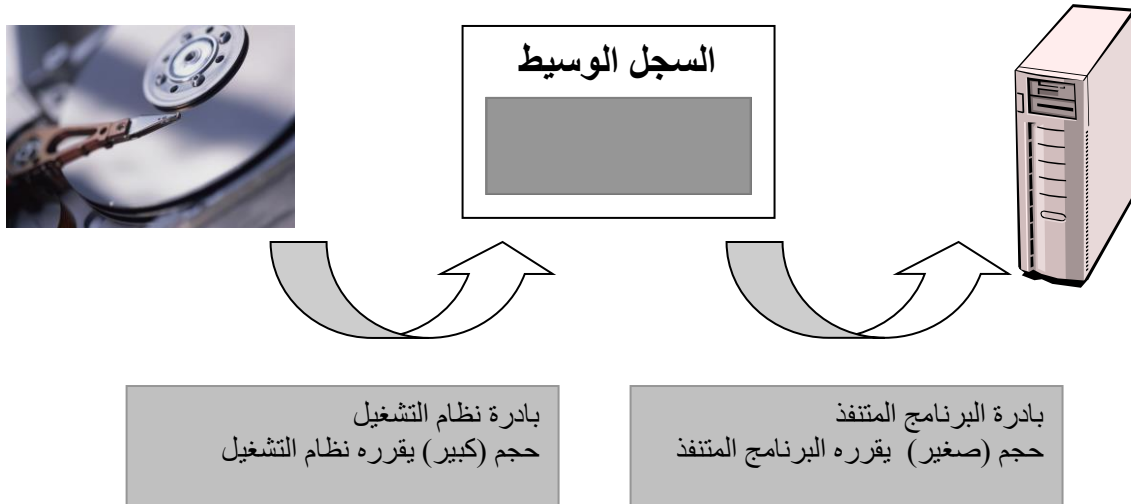 السجل الوسيط
بادرة البرنامج المتنفذ
حجم (صغير) يقرره البرنامج المتنفذ
بادرة نظام التشغيل
حجم (كبير) يقرره نظام التشغيل